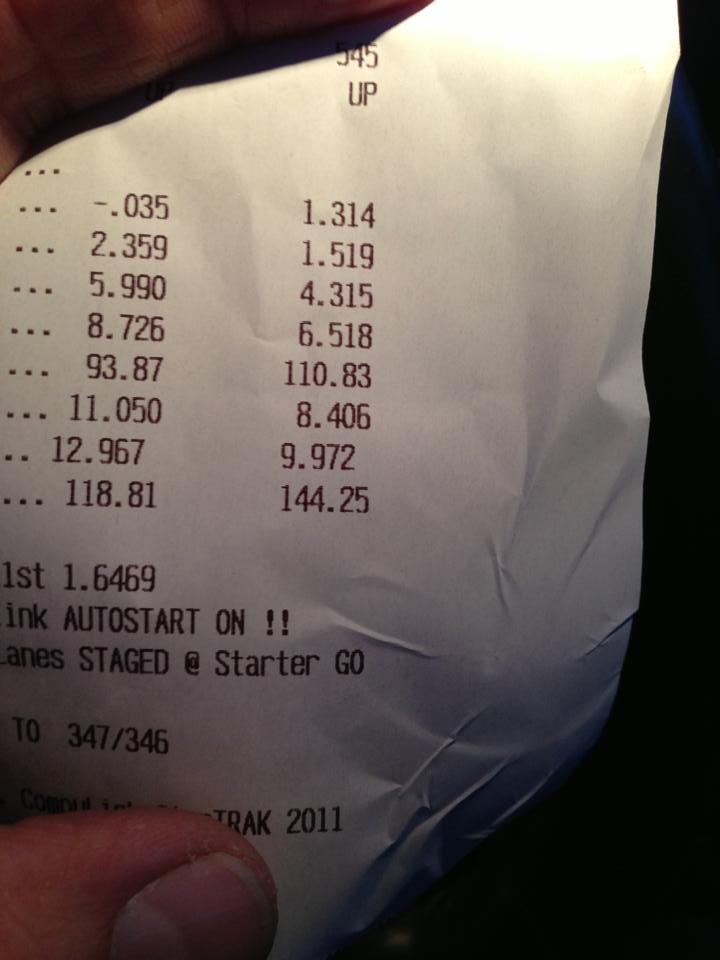 545
UP UP
...
... -.035 1.314
... 2.359 1.519
... 5.990 4.315
... 8.726 6.518
... 93.87 110.83
... 11.050 8.406
.. 12.967 9.972
... 118.81 144.25
1st 1.6469
ink AUTOSTART ON !!
Lanes STAGED @ Starter GO
TO 347/346
TRAK 2011